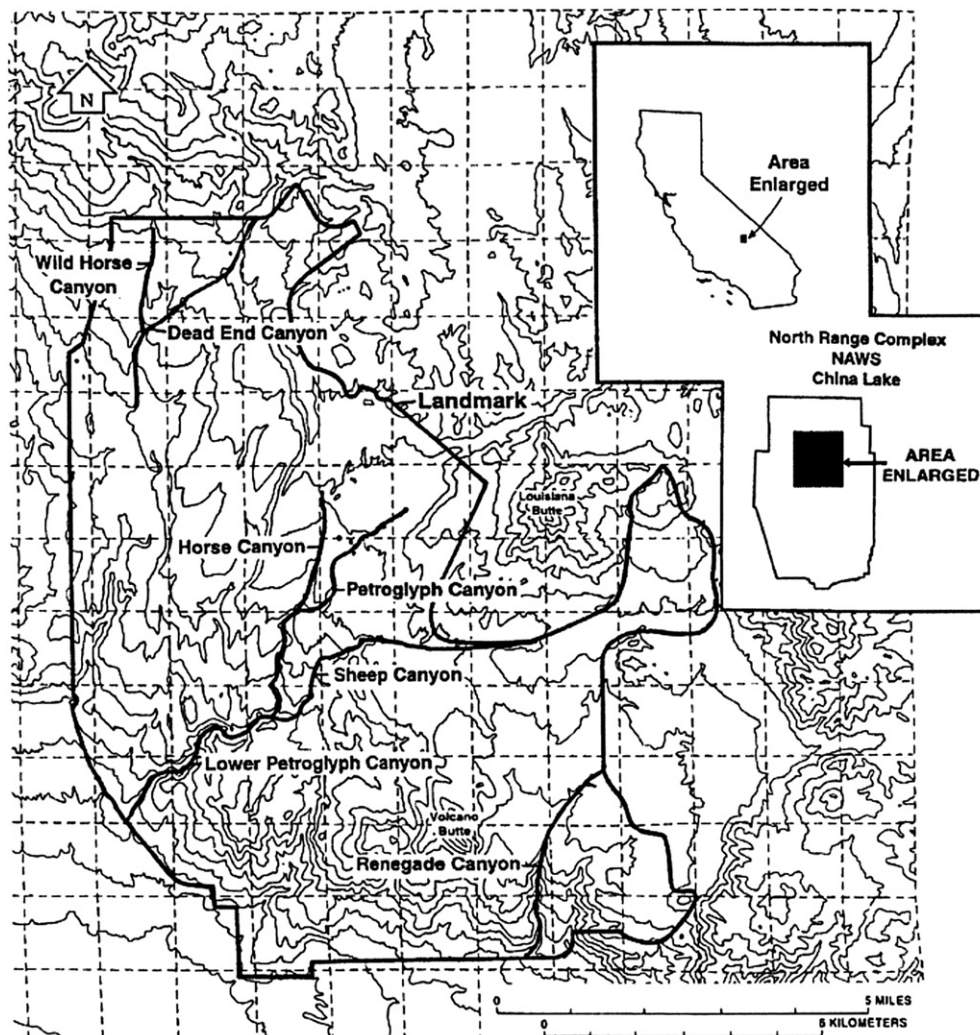 N
Area
Enlarged
Wild Horse
Canyon
Dead End Canyon
North Range Complex
NAWS
China Lake
Landmark
AREA
ENLARGED
Louisiana
Butte
Horse Canyon
Petroglyph Canyon
Sheep Canyon
Lower Petroglyph Canyon
Volcano
Butte
Renegade Canyon
0
5 MILES
0
5 KILOMETERS